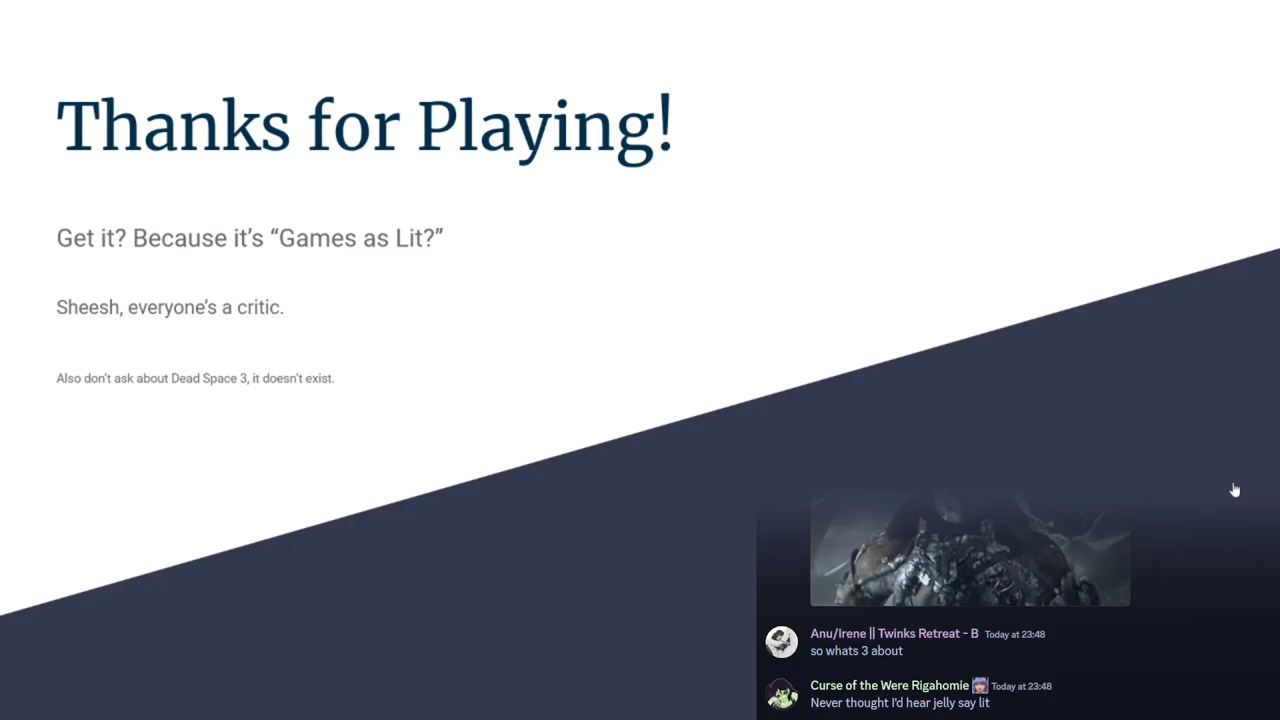 Thanks for Playing!
Get it? Because it’s “Games as Lit?”
Sheesh, everyone’s a critic.
Also don’t ask about Dead Space 3, it doesn’t exist.
Anu/Irene || Twinks Retreat - B Today at 23:48
so whats 3 about
Curse of the Were Rigahomie Today at 23:48
Never thought I'd hear jelly say lit